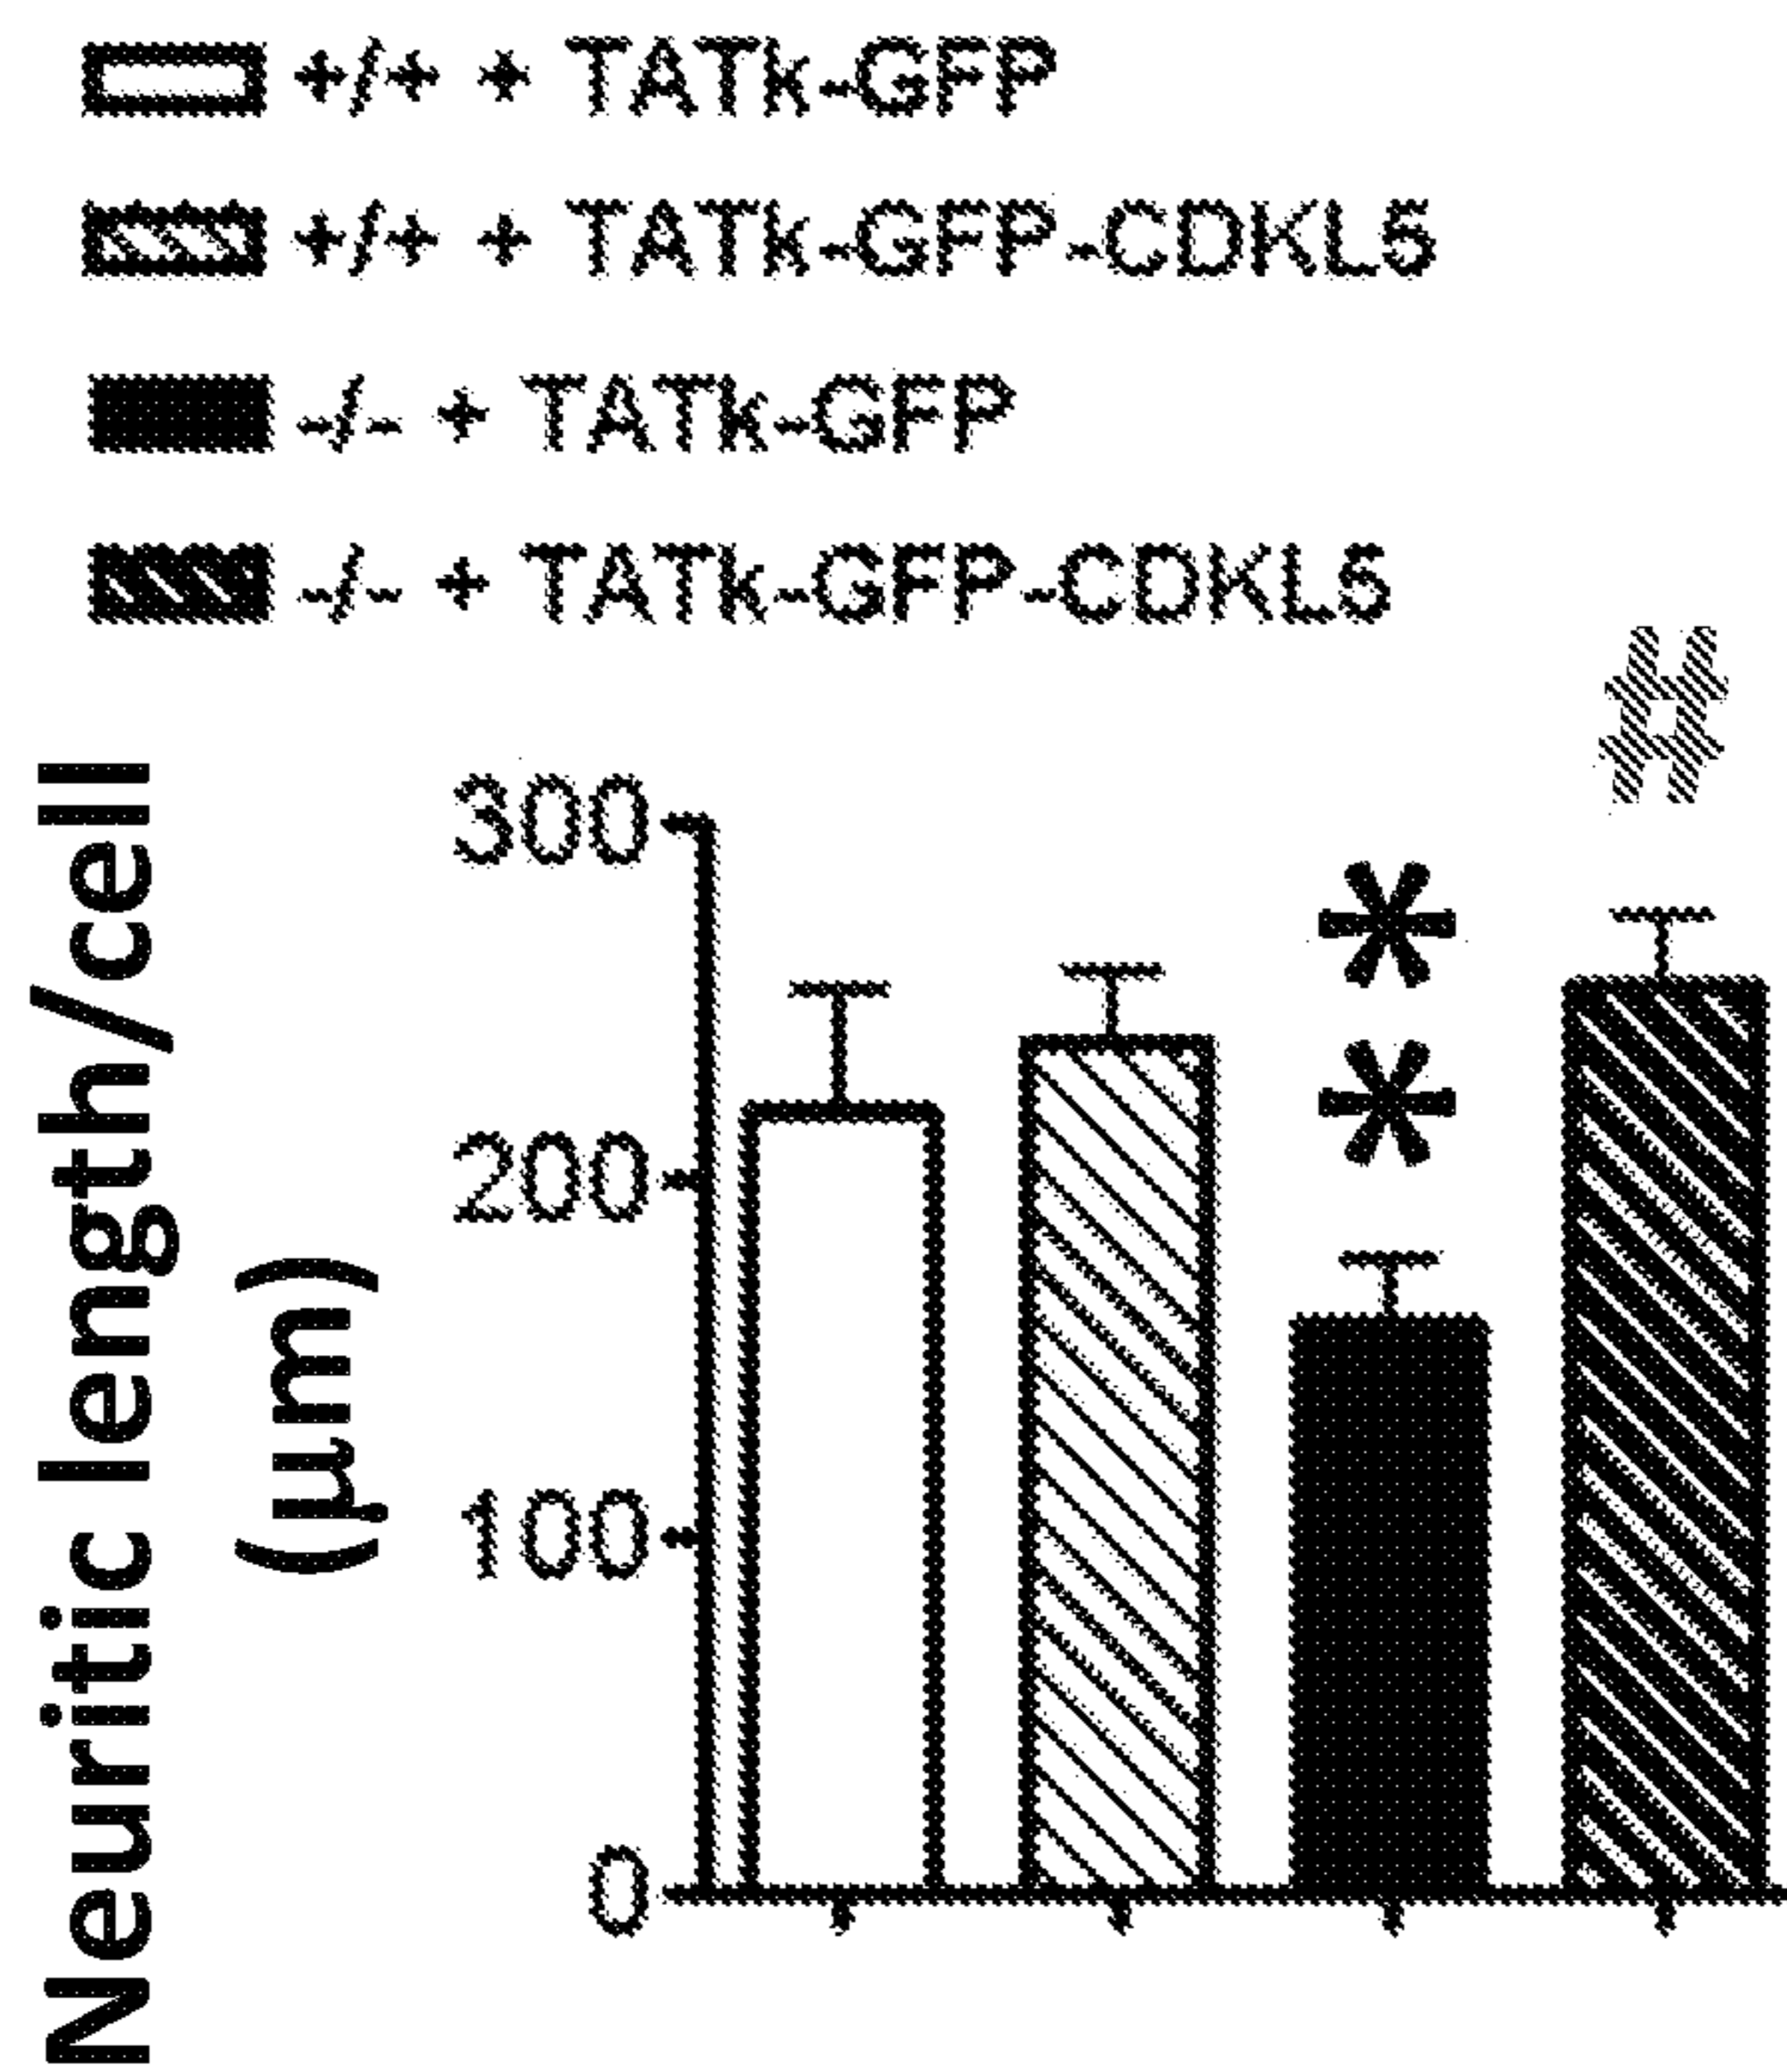 +/+ + TATk-GFP
+/+ + TATk-GFP-CDKL5
-/- + TATk-GFP
-/- + TATk-GFP-CDKL5
#
Neuritic length/cell
(μm)
300
200
100
0
*
*